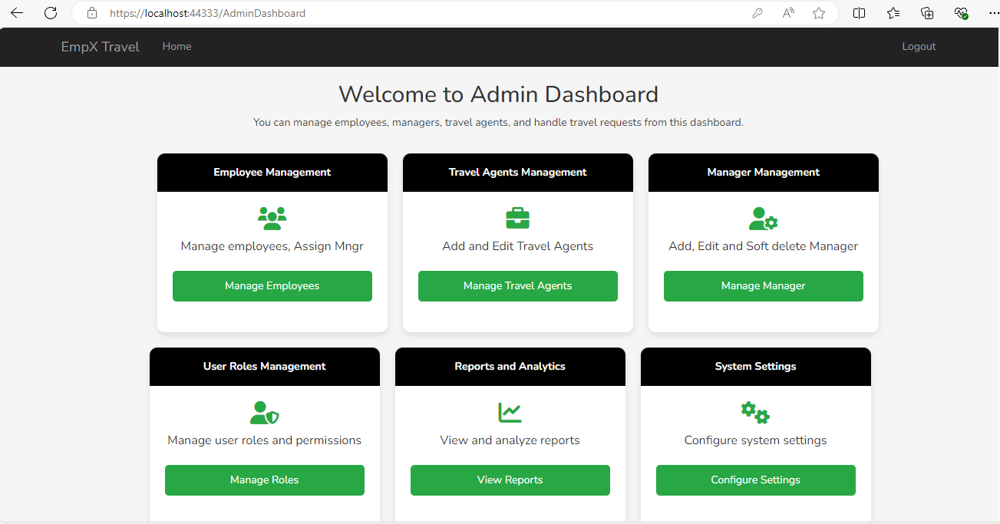 https://localhost:44333/AdminDashboard
EmpX Travel Home Logout
Welcome to Admin Dashboard
You can manage employees, managers, travel agents, and handle travel requests from this dashboard.
Employee Management
Manage employees, Assign Mngr
Manage Employees
Travel Agents Management
Add and Edit Travel Agents
Manage Travel Agents
Manager Management
Add, Edit and Soft delete Manager
Manage Manager
User Roles Management
Manage user roles and permissions
Manage Roles
Reports and Analytics
View and analyze reports
View Reports
System Settings
Configure system settings
Configure Settings